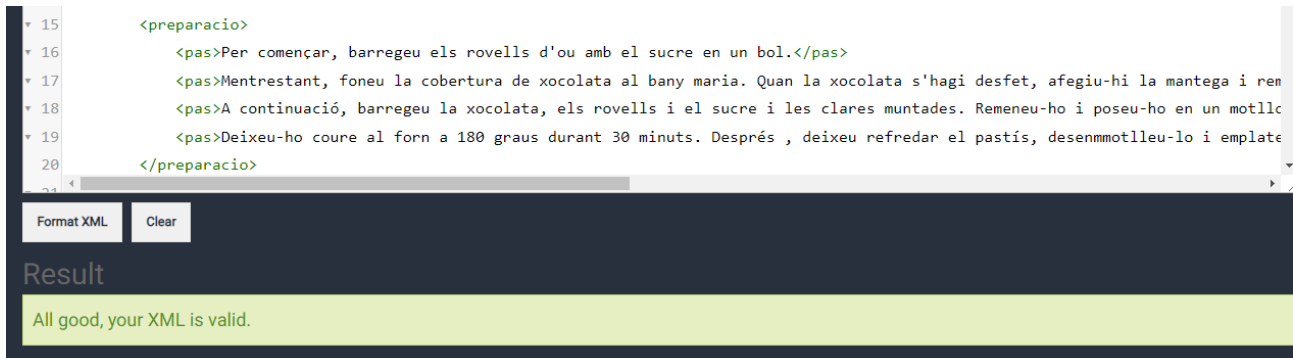 15 <preparacio>
16 <pas>Per començar, barregeu els rovells d'ou amb el sucre en un bol.</pas>
17 <pas>Mentrestant, foneu la cobertura de xocolata al bany maria. Quan la xocolata s'hagi desfet, afegiu-hi la mantega i rem
18 <pas>A continuació, barregeu la xocolata, els rovells i el sucre i les clares muntades. Remeneu-ho i poseu-ho en un motllo
19 <pas>Deixeu-ho coure al forn a 180 graus durant 30 minuts. Després , deixeu refredar el pastís, desenmmotlleu-lo i emplate
20 </preparacio>
Format XML Clear
Result
All good, your XML is valid.